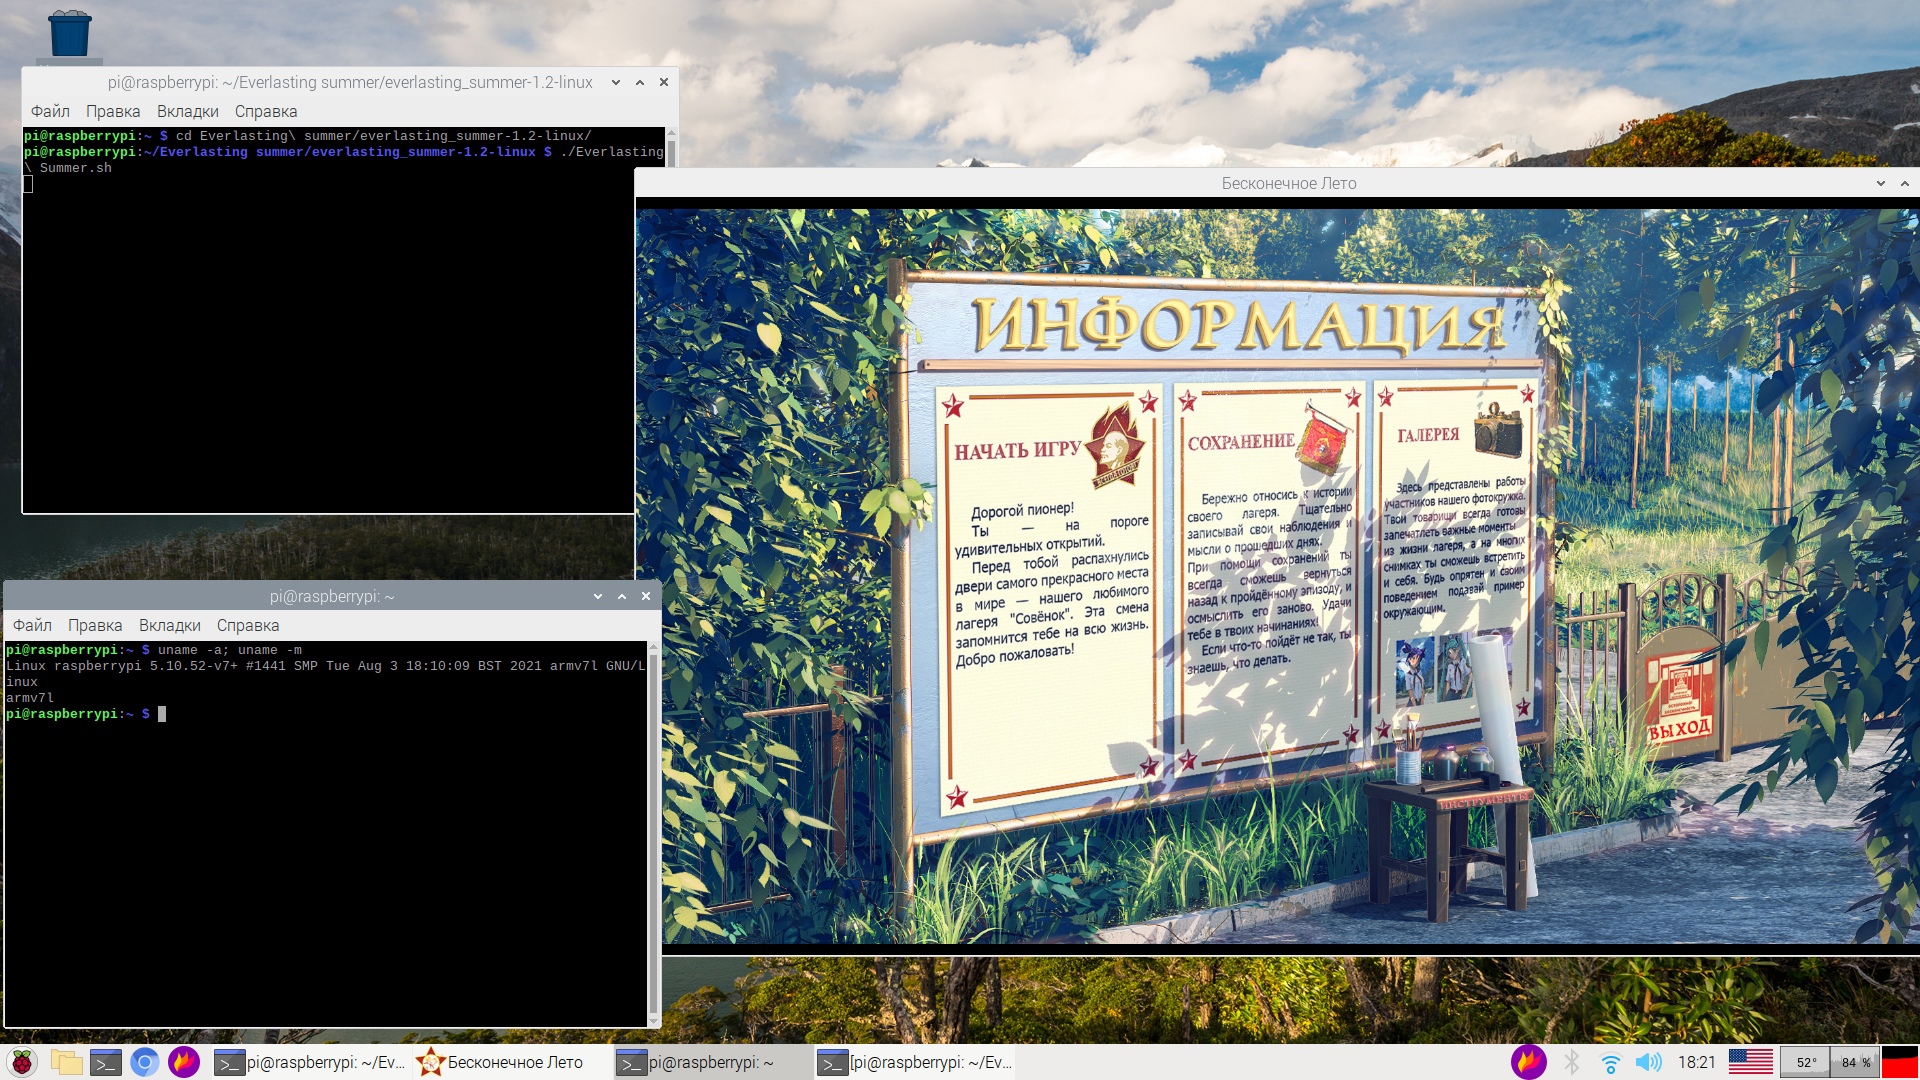 pi@raspberrypi: ~/Everlasting summer/everlasting_summer-1.2-linux
Файл Правка Вкладки Справка
pi@raspberrypi:~ $ cd Everlasting\ summer/everlasting_summer-1.2-linux/
pi@raspberrypi:~/Everlasting summer/everlasting_summer-1.2-linux $ ./Everlasting
\ Summer.sh
Бесконечное Лето
ИНФОРМАЦИЯ
НАЧАТЬ ИГРУ
Дорогой пионер!
Ты — на пороге
удивительных открытий.
Перед тобой распахнулись
двери самого прекрасного места
в мире — нашего любимого
лагеря "Совёнок". Эта смена
запомнится тебе на всю жизнь.
Добро пожаловать!
СОХРАНЕНИЕ
Бережно относись к истории
своего лагеря. Тщательно
записывай свои наблюдения и
мысли о прошедших днях.
При помощи сохранений ты
всегда сможешь вернуться
назад к пройдённому эпизоду, и
осмыслить его заново. Удачи
тебе в твоих начинаниях!
Если что-то пойдёт не так, ты
знаешь, что делать.
ГАЛЕРЕЯ
Здесь представлены работы
участников нашего фотокружка.
Твои товарищи всегда готовы
запечатлеть важные моменты
из жизни лагеря, а на многих
снимках ты сможешь встретить
и себя. Будь опрятен и своим
поведением подавай пример
окружающим.
ВЫХОД
ИНСТРУМЕНТЫ
pi@raspberrypi: ~
Файл Правка Вкладки Справка
pi@raspberrypi:~ $ uname -a; uname -m
Linux raspberrypi 5.10.52-v7+ #1441 SMP Tue Aug 3 18:10:09 BST 2021 armv7l GNU/L
inux
armv7l
pi@raspberrypi:~ $
pi@raspberrypi: ~/Ev... Бесконечное Лето pi@raspberrypi: ~ [pi@raspberrypi: ~/Ev... 18:21 52° 84 %